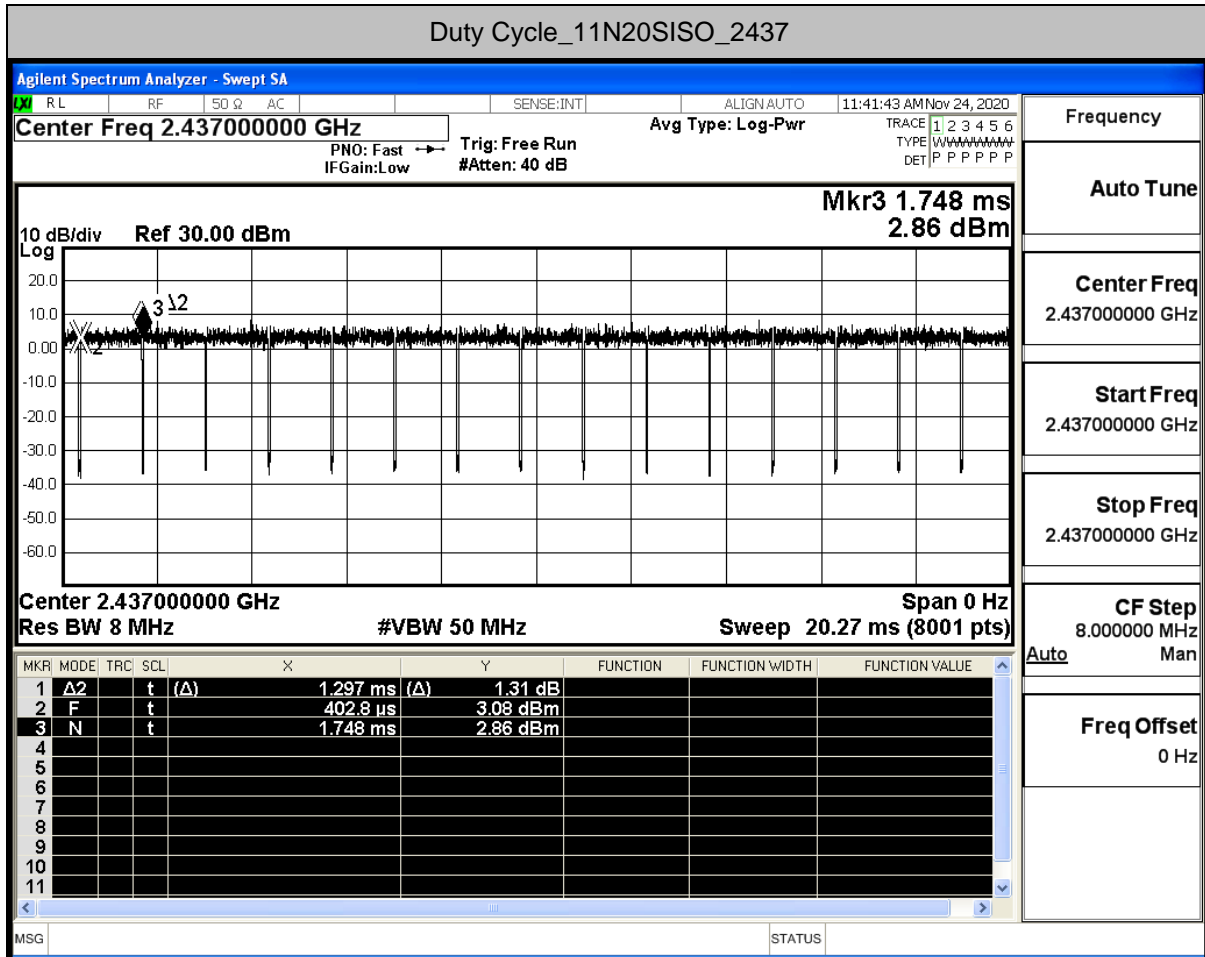 Duty Cycle_11N20SISO_2437
Agilent Spectrum Analyzer - Swept SA
LXI RL RF 50 Ω AC SENSE:INT ALIGN AUTO 11:41:43 AM Nov 24, 2020
Center Freq 2.437000000 GHz
PNO: Fast
IFGain:Low
Trig: Free Run
#Atten: 40 dB
Avg Type: Log-Pwr
TRACE 1 2 3 4 5 6
TYPE
DET P P P P P P
Mkr3 1.748 ms
2.86 dBm
10 dB/div Ref 30.00 dBm
Log
20.0
10.0
0.00
-10.0
-20.0
-30.0
-40.0
-50.0
-60.0
3 Δ2
2
Center 2.437000000 GHz Span 0 Hz
Res BW 8 MHz #VBW 50 MHz Sweep 20.27 ms (8001 pts)
MKR MODE TRC SCL X Y FUNCTION FUNCTION WIDTH FUNCTION VALUE
1 Δ2 t (Δ) 1.297 ms (Δ) 1.31 dB
2 F t 402.8 µs 3.08 dBm
3 N t 1.748 ms 2.86 dBm
4
5
6
7
8
9
10
11
MSG STATUS
Frequency
Auto Tune
Center Freq
2.437000000 GHz
Start Freq
2.437000000 GHz
Stop Freq
2.437000000 GHz
CF Step
8.000000 MHz
Auto Man
Freq Offset
0 Hz